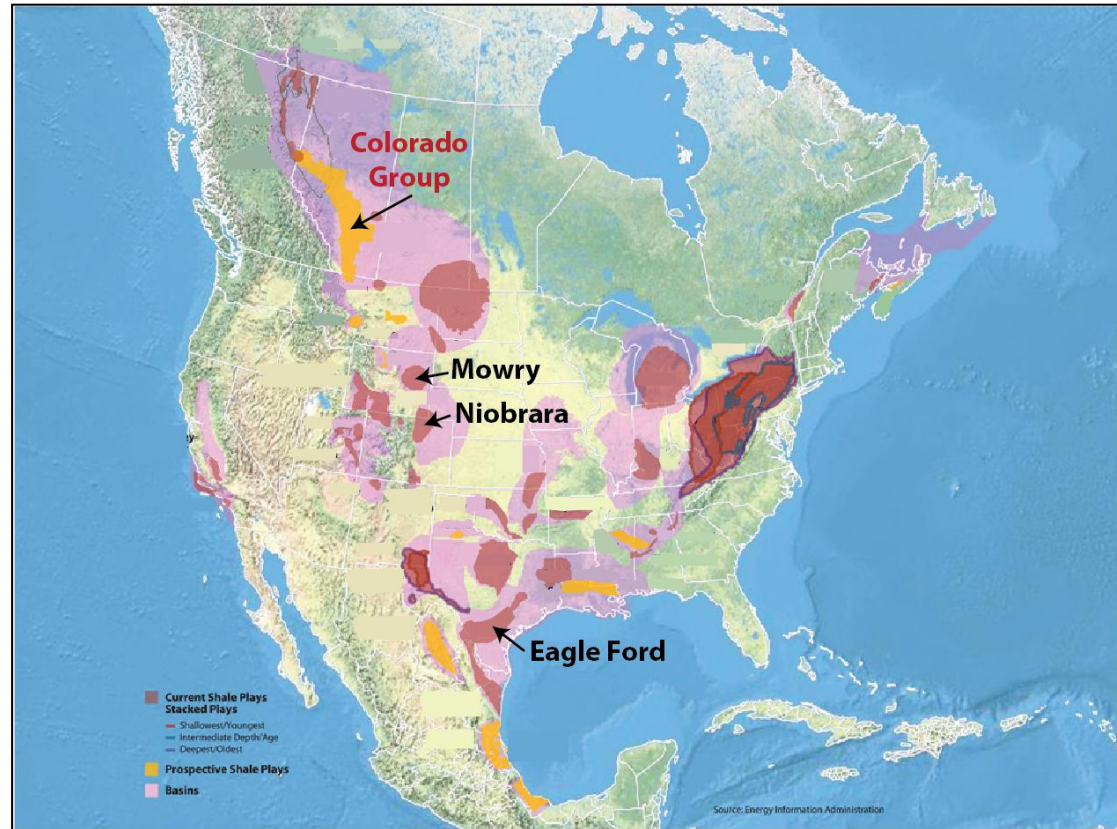 Colorado
Group
Mowry
Niobrara
Eagle Ford
Current Shale Plays
Stacked Plays
Shallowest/Youngest
Intermediate Depth/Age
Deepest/Oldest
Prospective Shale Plays
Basins
Source: Energy Information Administration